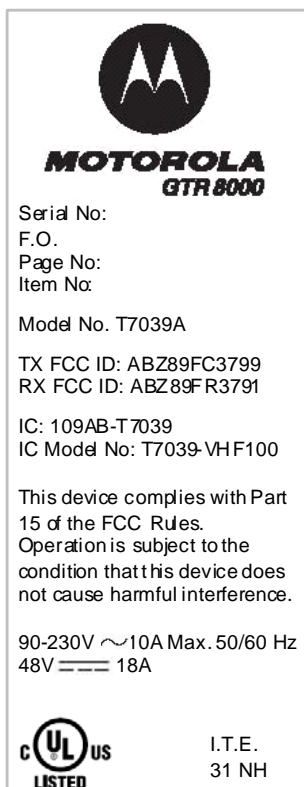 MOTOROLA
GTR 8000
Serial No:
F.O.
Page No:
Item No:
Model No. T7039A
TX FCC ID: ABZ89FC3799
RX FCC ID: ABZ89FR3791
IC: 109AB-T7039
IC Model No: T7039-VHF100
This device complies with Part
15 of the FCC Rules.
Operation is subject to the
condition that this device does
not cause harmful interference.
90-230V ~10A Max. 50/60 Hz
48V 18A
C UL US
LISTED
I.T.E.
31 NH